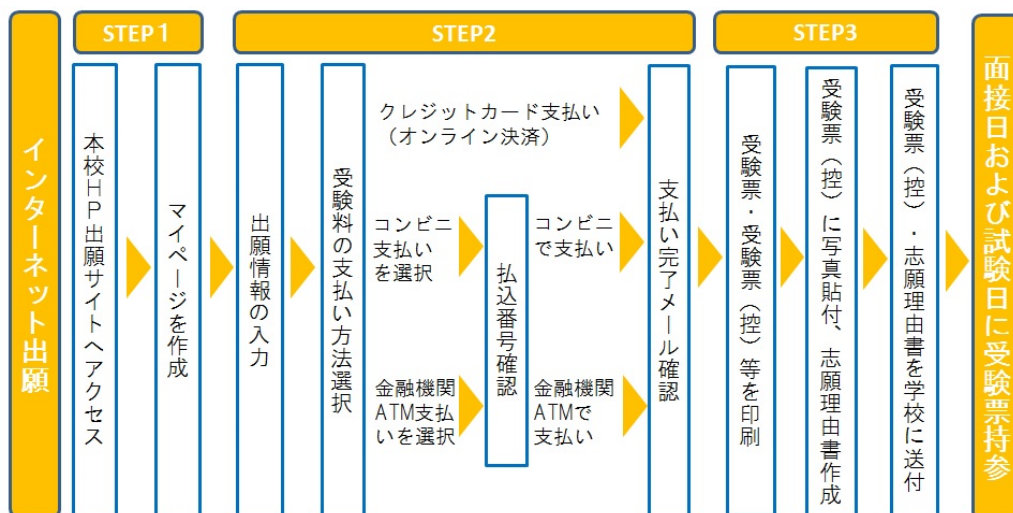 インターネット出願
STEP1
本校HP出願サイトへアクセス
マイページを作成
STEP2
出願情報の入力
受験料の支払い方法選択
クレジットカード支払い
（オンライン決済）
コンビニ
支払い
を選択
金融機関
ATM支払
いを選択
払込番号確認
コンビニ
で支払い
金融機関
ATMで
支払い
支払い完了メール確認
STEP3
受験票・受験票（控）等を印刷
受験票（控）に写真貼付、志願理由書作成
受験票（控）・志願理由書を学校に送付
面接日および試験日に受験票持参